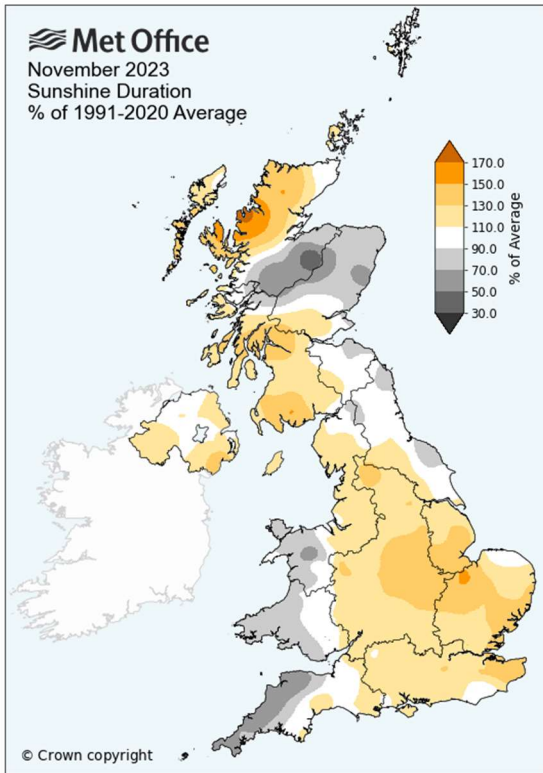 Met Office
November 2023
Sunshine Duration
% of 1991-2020 Average
170.0
150.0
130.0
110.0
90.0
70.0
50.0
30.0
% of Average
© Crown copyright